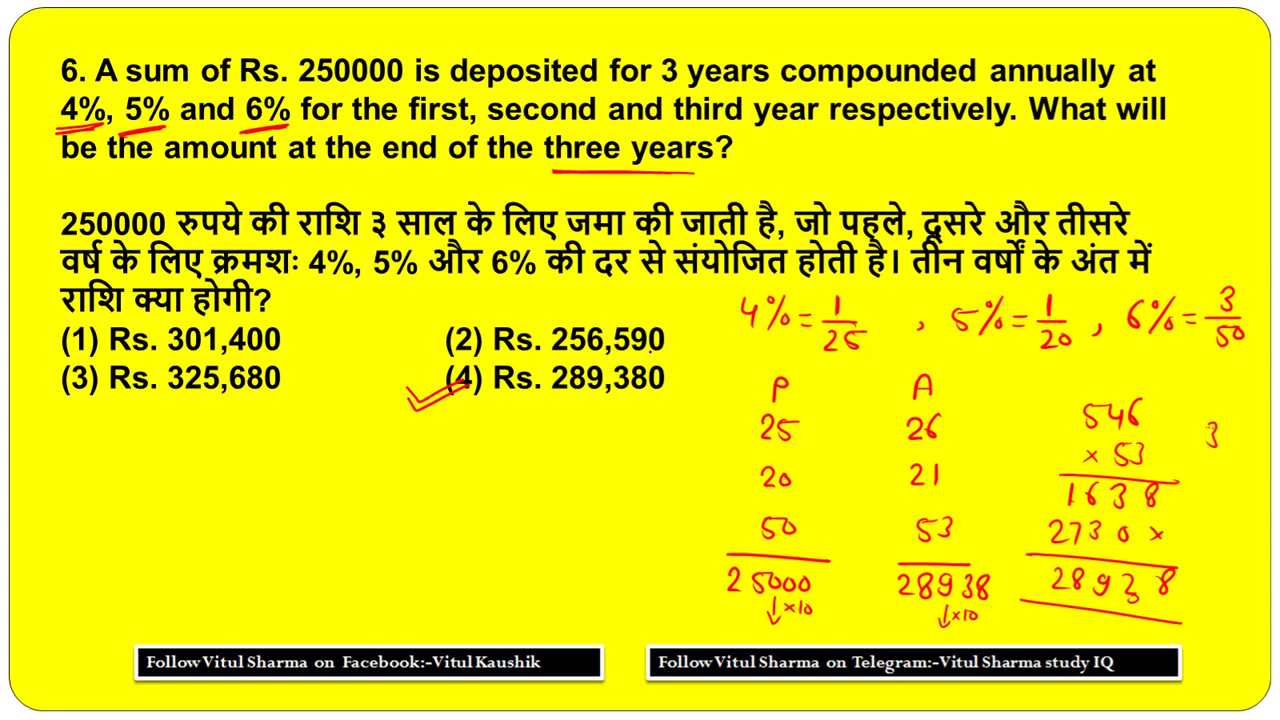 6. A sum of Rs. 250000 is deposited for 3 years compounded annually at
4%, 5% and 6% for the first, second and third year respectively. What will
be the amount at the end of the three years?
250000 रुपये की राशि ३ साल के लिए जमा की जाती है, जो पहले, दूसरे और तीसरे
वर्ष के लिए क्रमशः 4%, 5% और 6% की दर से संयोजित होती है। तीन वर्षों के अंत में
राशि क्या होगी?
(1) Rs. 301,400 (2) Rs. 256,590
(3) Rs. 325,680 (4) Rs. 289,380
4% = 1/25 , 5% = 1/20 , 6% = 3/50
P A
25 26
20 21
50 53
25000 28938
↓×10 ↓×10
546
× 53
1638
2730 ×
28938
3
Follow Vitul Sharma on Facebook:-Vitul Kaushik
Follow Vitul Sharma on Telegram:-Vitul Sharma study IQ